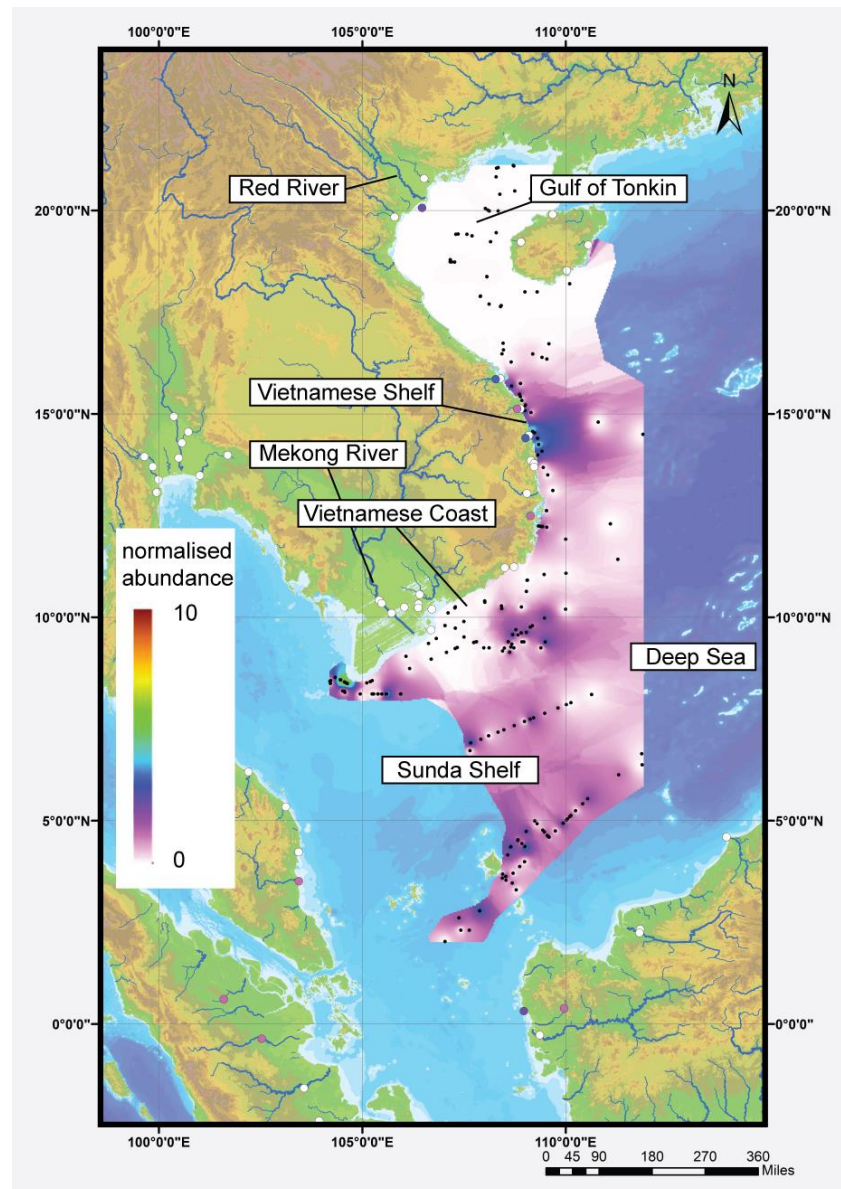 100°0'0"E 105°0'0"E 110°0'0"E
N
Red River
Gulf of Tonkin
20°0'0"N 20°0'0"N
Vietnamese Shelf
15°0'0"N 15°0'0"N
Mekong River
Vietnamese Coast
normalised
abundance
10
0
10°0'0"N 10°0'0"N
Deep Sea
Sunda Shelf
5°0'0"N 5°0'0"N
0°0'0" 0°0'0"
100°0'0"E 105°0'0"E 110°0'0"E
0 45 90 180 270 360
Miles